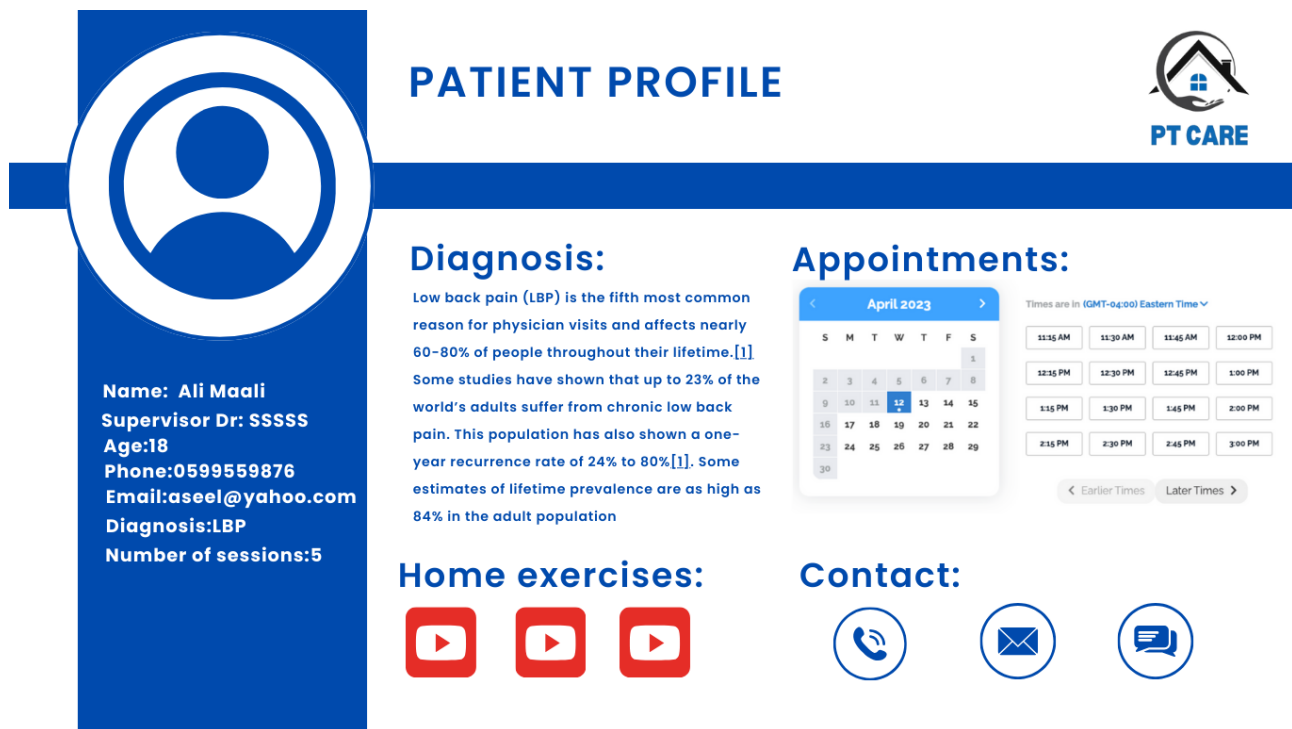 PATIENT PROFILE
PT CARE
Name: Ali Maali
Supervisor Dr: SSSSS
Age:18
Phone:0599559876
Email:aseel@yahoo.com
Diagnosis:LBP
Number of sessions:5
Diagnosis:
Low back pain (LBP) is the fifth most common
reason for physician visits and affects nearly
60-80% of people throughout their lifetime.[1]
Some studies have shown that up to 23% of the
world’s adults suffer from chronic low back
pain. This population has also shown a one-
year recurrence rate of 24% to 80%[1]. Some
estimates of lifetime prevalence are as high as
84% in the adult population
Appointments:
April 2023
S M T W T F S
1
2 3 4 5 6 7 8
9 10 11 12 13 14 15
16 17 18 19 20 21 22
23 24 25 26 27 28 29
30
Times are in (GMT-04:00) Eastern Time
11:15 AM 11:30 AM 11:45 AM 12:00 PM
12:15 PM 12:30 PM 12:45 PM 1:00 PM
1:15 PM 1:30 PM 1:45 PM 2:00 PM
2:15 PM 2:30 PM 2:45 PM 3:00 PM
Earlier Times Later Times
Home exercises:
Contact: